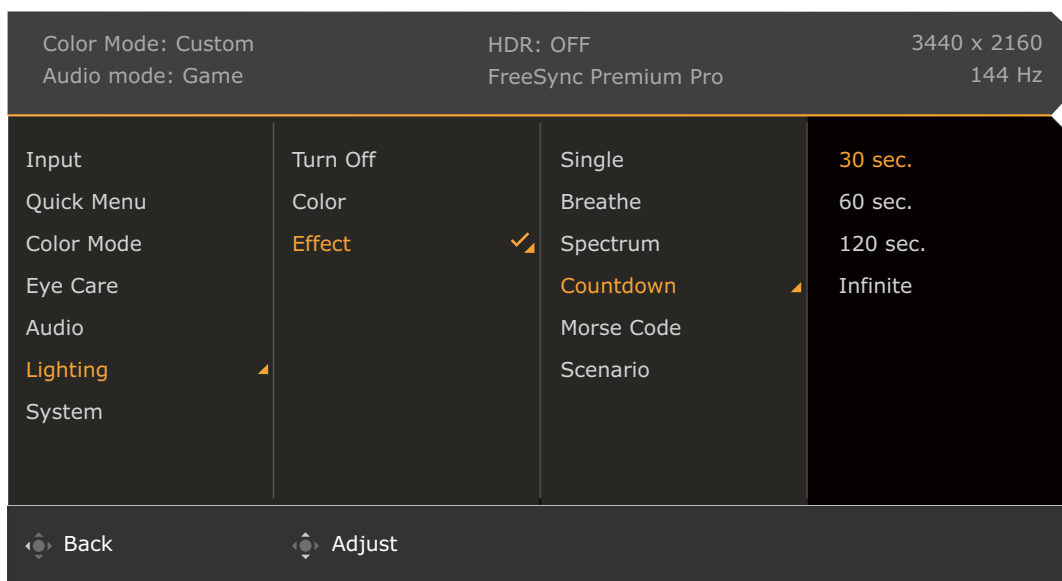 Color Mode: Custom
HDR: OFF
3440 x 2160
Audio mode: Game
FreeSync Premium Pro
144 Hz
Input
Quick Menu
Color Mode
Eye Care
Audio
Lighting
System
Turn Off
Color
Effect
Single
Breathe
Spectrum
Countdown
Morse Code
Scenario
30 sec.
60 sec.
120 sec.
Infinite
Back
Adjust